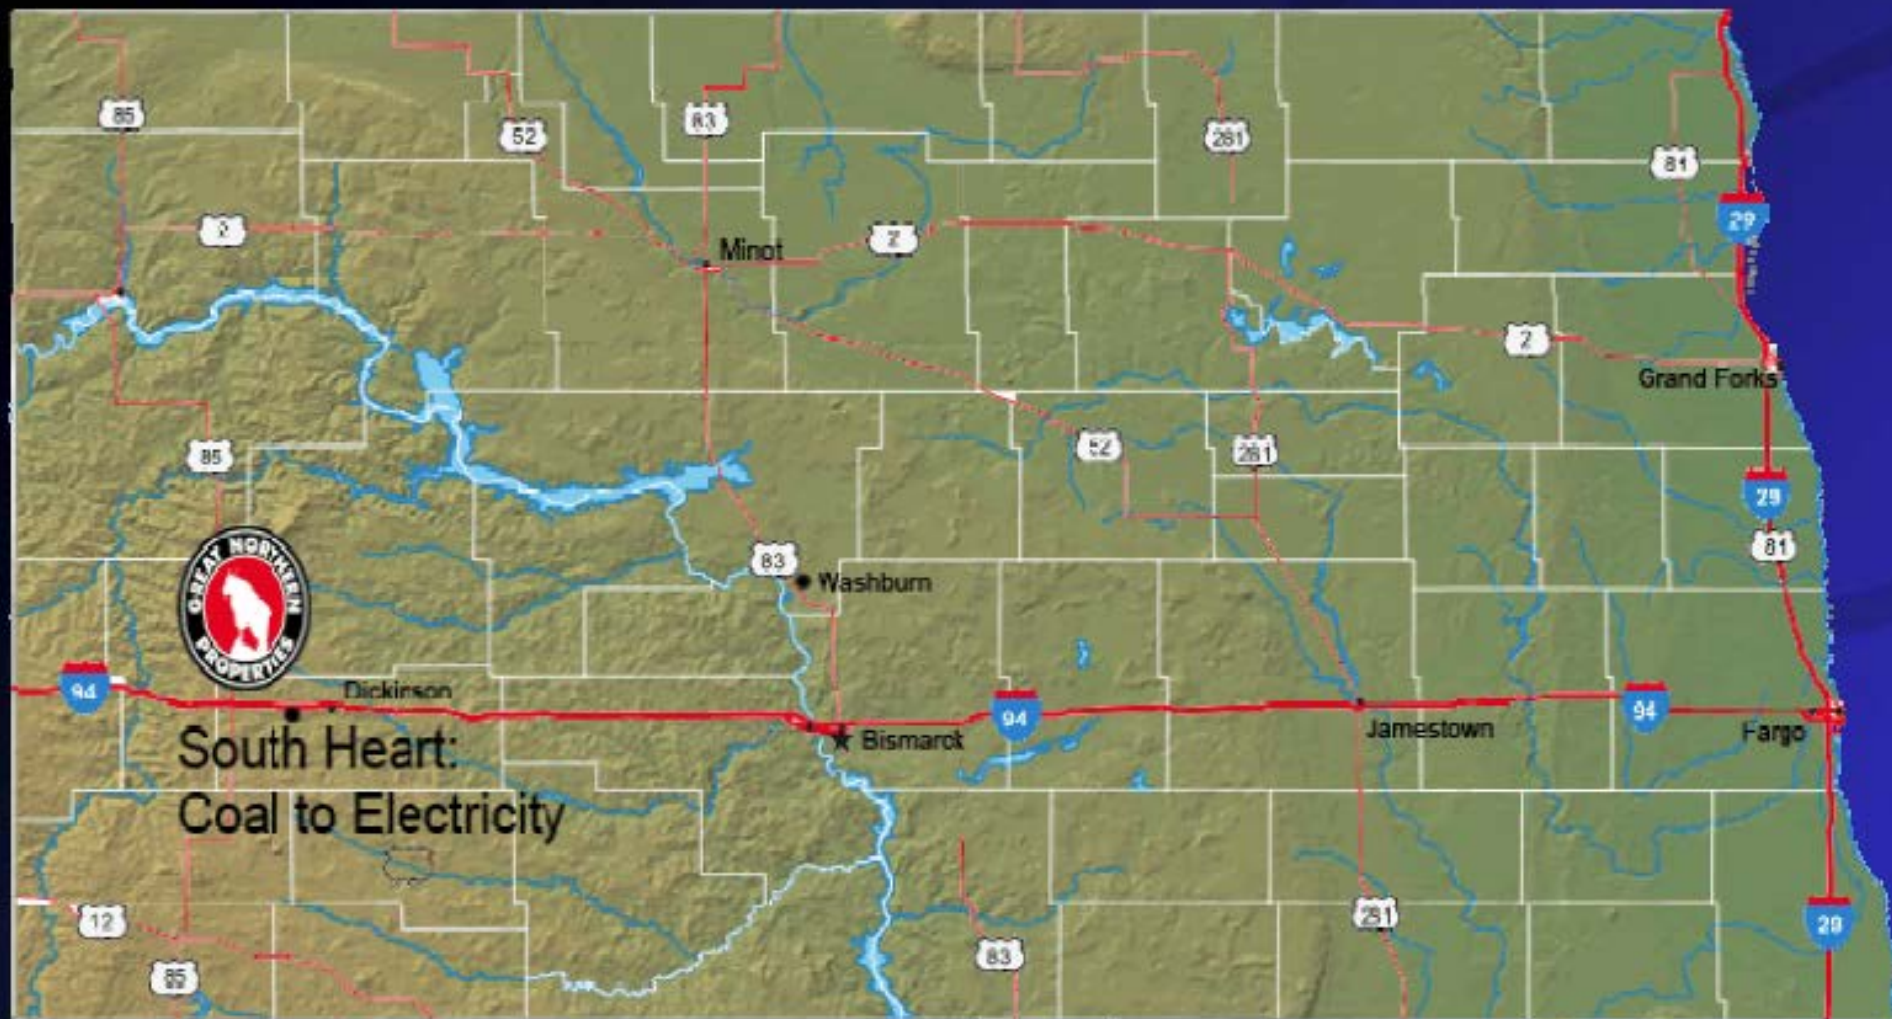 85
52
83
281
81
29
2
2
Minot
2
Grand Forks
85
52
281
29
81
83
Washburn
GREAT NORTHERN
PROPERTIES
94
Dickinson
94
94
Jamestown
Fargo
Bismarck
South Heart:
Coal to Electricity
12
85
83
281
29